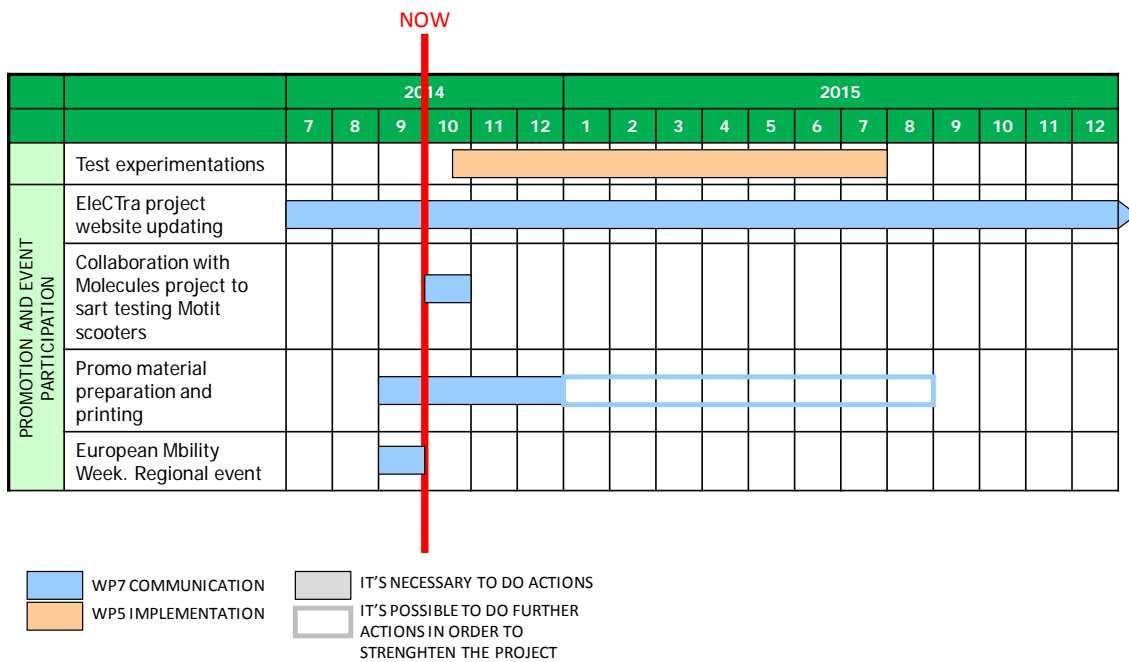 NOW
2014
2015
7 8 9 10 11 12 1 2 3 4 5 6 7 8 9 10 11 12
Test experimentations
PROMOTION AND EVENT
PARTICIPATION
EleCTra project
website updating
Collaboration with
Molecules project to
sart testing Motit
scooters
Promo material
preparation and
printing
European Mbility
Week. Regional event
WP7 COMMUNICATION
WP5 IMPLEMENTATION
IT'S NECESSARY TO DO ACTIONS
IT'S POSSIBLE TO DO FURTHER
ACTIONS IN ORDER TO
STRENGHTEN THE PROJECT